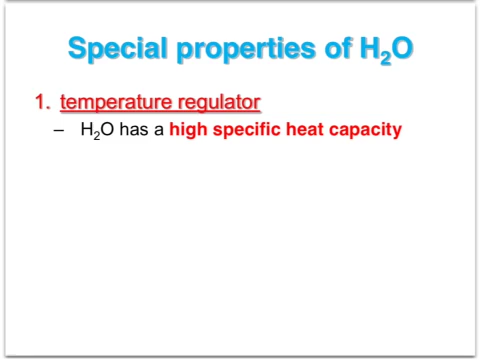 Special properties of H₂O
1. temperature regulator
– H₂O has a high specific heat capacity